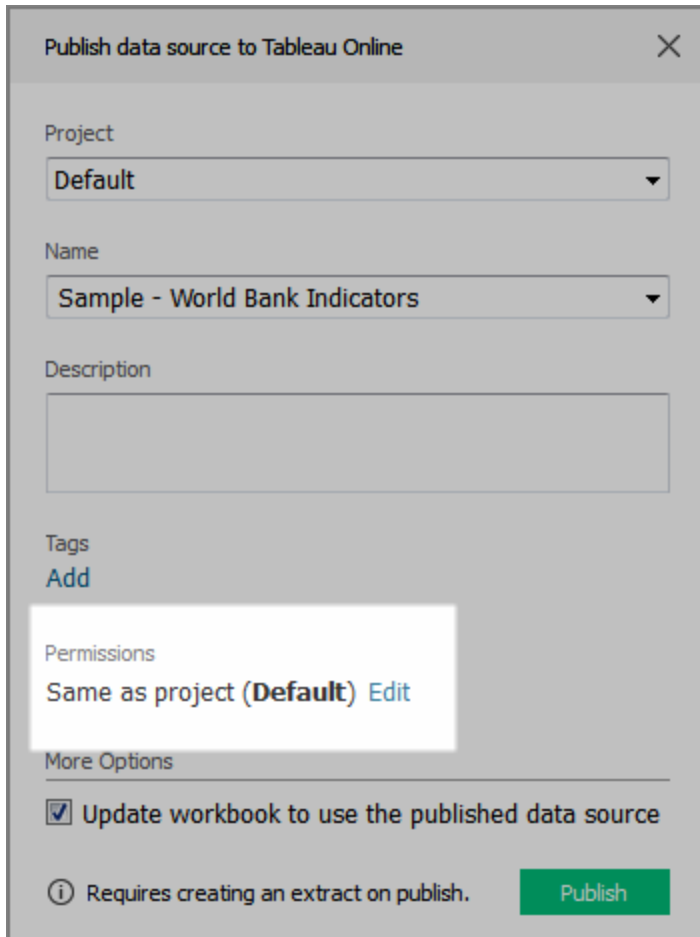 Publish data source to Tableau Online
Project
Default
Name
Sample - World Bank Indicators
Description
Tags
Add
Permissions
Same as project (Default) Edit
More Options
Update workbook to use the published data source
Requires creating an extract on publish.
Publish